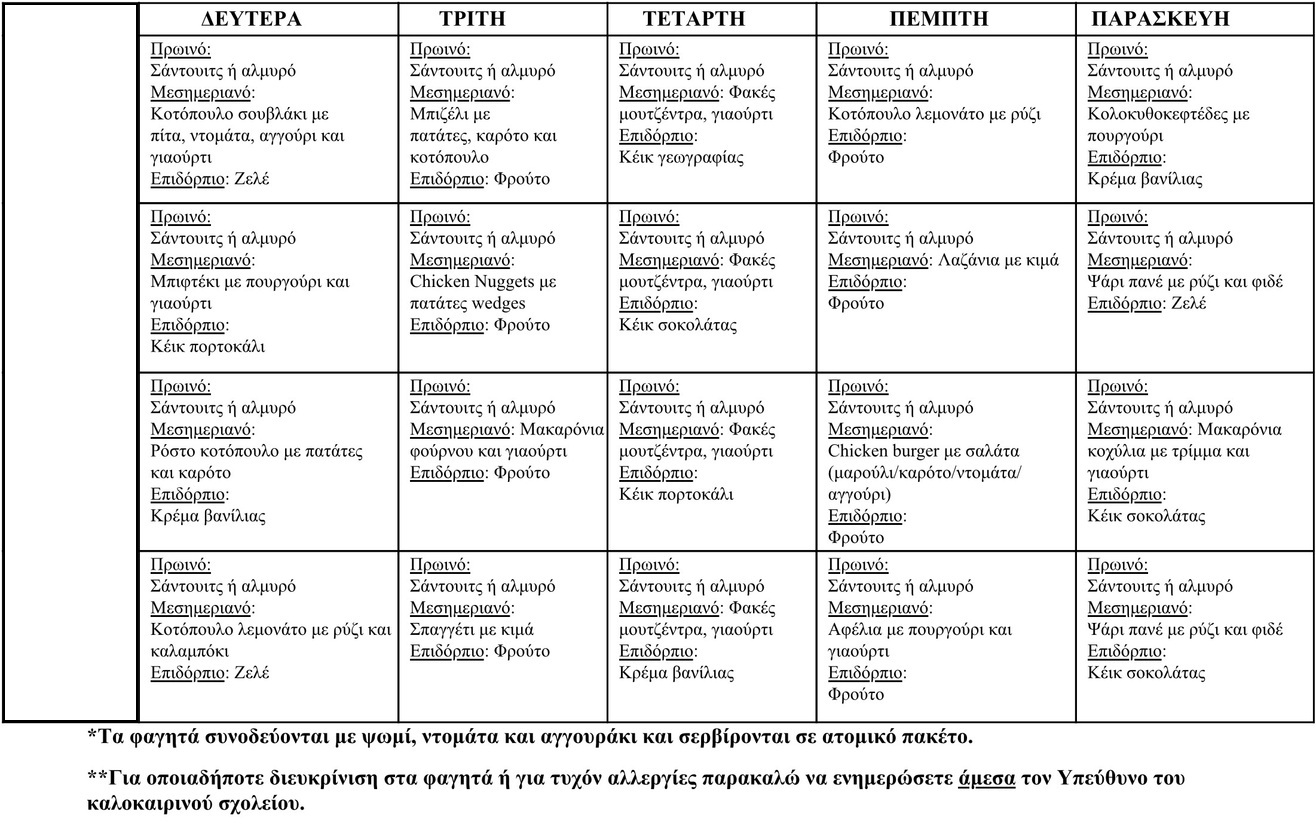 ΔΕΥΤΕΡΑ
ΤΡΙΤΗ
ΤΕΤΑΡΤΗ
ΠΕΜΠΤΗ
ΠΑΡΑΣΚΕΥΗ
Πρωινό:
Σάντουιτς ή αλμυρό
Μεσημεριανό:
Κοτόπουλο σουβλάκι με
πίτα, ντομάτα, αγγούρι και
γιαούρτι
Επιδόρπιο: Ζελέ
Πρωινό:
Σάντουιτς ή αλμυρό
Μεσημεριανό:
Μπιζέλι με
πατάτες, καρότο και
κοτόπουλο
Επιδόρπιο: Φρούτο
Πρωινό:
Σάντουιτς ή αλμυρό
Μεσημεριανό: Φακές
μουτζέντρα, γιαούρτι
Επιδόρπιο:
Κέικ γεωγραφίας
Πρωινό:
Σάντουιτς ή αλμυρό
Μεσημεριανό:
Κοτόπουλο λεμονάτο με ρύζι
Επιδόρπιο:
Φρούτο
Πρωινό:
Σάντουιτς ή αλμυρό
Μεσημεριανό:
Κολοκυθοκεφτέδες με
πουργούρι
Επιδόρπιο:
Κρέμα βανίλιας
Πρωινό:
Σάντουιτς ή αλμυρό
Μεσημεριανό:
Μπιφτέκι με πουργούρι και
γιαούρτι
Επιδόρπιο:
Κέικ πορτοκάλι
Πρωινό:
Σάντουιτς ή αλμυρό
Μεσημεριανό:
Chicken Nuggets με
πατάτες wedges
Επιδόρπιο: Φρούτο
Πρωινό:
Σάντουιτς ή αλμυρό
Μεσημεριανό: Φακές
μουτζέντρα, γιαούρτι
Επιδόρπιο:
Κέικ σοκολάτας
Πρωινό:
Σάντουιτς ή αλμυρό
Μεσημεριανό: Λαζάνια με κιμά
Επιδόρπιο:
Φρούτο
Πρωινό:
Σάντουιτς ή αλμυρό
Μεσημεριανό:
Ψάρι πανέ με ρύζι και φιδέ
Επιδόρπιο: Ζελέ
Πρωινό:
Σάντουιτς ή αλμυρό
Μεσημεριανό:
Ρόστο κοτόπουλο με πατάτες
και καρότο
Επιδόρπιο:
Κρέμα βανίλιας
Πρωινό:
Σάντουιτς ή αλμυρό
Μεσημεριανό: Μακαρόνια
φούρνου και γιαούρτι
Επιδόρπιο: Φρούτο
Πρωινό:
Σάντουιτς ή αλμυρό
Μεσημεριανό: Φακές
μουτζέντρα, γιαούρτι
Επιδόρπιο:
Κέικ πορτοκάλι
Πρωινό:
Σάντουιτς ή αλμυρό
Μεσημεριανό:
Chicken burger με σαλάτα
(μαρούλι/καρότο/ντομάτα/
αγγούρι)
Επιδόρπιο:
Φρούτο
Πρωινό:
Σάντουιτς ή αλμυρό
Μεσημεριανό: Μακαρόνια
κοχύλια με τρίμμα και
γιαούρτι
Επιδόρπιο:
Κέικ σοκολάτας
Πρωινό:
Σάντουιτς ή αλμυρό
Μεσημεριανό:
Κοτόπουλο λεμονάτο με ρύζι και
καλαμπόκι
Επιδόρπιο: Ζελέ
Πρωινό:
Σάντουιτς ή αλμυρό
Μεσημεριανό:
Σπαγγέτι με κιμά
Επιδόρπιο: Φρούτο
Πρωινό:
Σάντουιτς ή αλμυρό
Μεσημεριανό: Φακές
μουτζέντρα, γιαούρτι
Επιδόρπιο:
Κρέμα βανίλιας
Πρωινό:
Σάντουιτς ή αλμυρό
Μεσημεριανό:
Αφέλια με πουργούρι και
γιαούρτι
Επιδόρπιο:
Φρούτο
Πρωινό:
Σάντουιτς ή αλμυρό
Μεσημεριανό:
Ψάρι πανέ με ρύζι και φιδέ
Επιδόρπιο:
Κέικ σοκολάτας
*Τα φαγητά συνοδεύονται με ψωμί, ντομάτα και αγγουράκι και σερβίρονται σε ατομικό πακέτο.
**Για οποιαδήποτε διευκρίνιση στα φαγητά ή για τυχόν αλλεργίες παρακαλώ να ενημερώσετε άμεσα τον Υπεύθυνο του
καλοκαιρινού σχολείου.